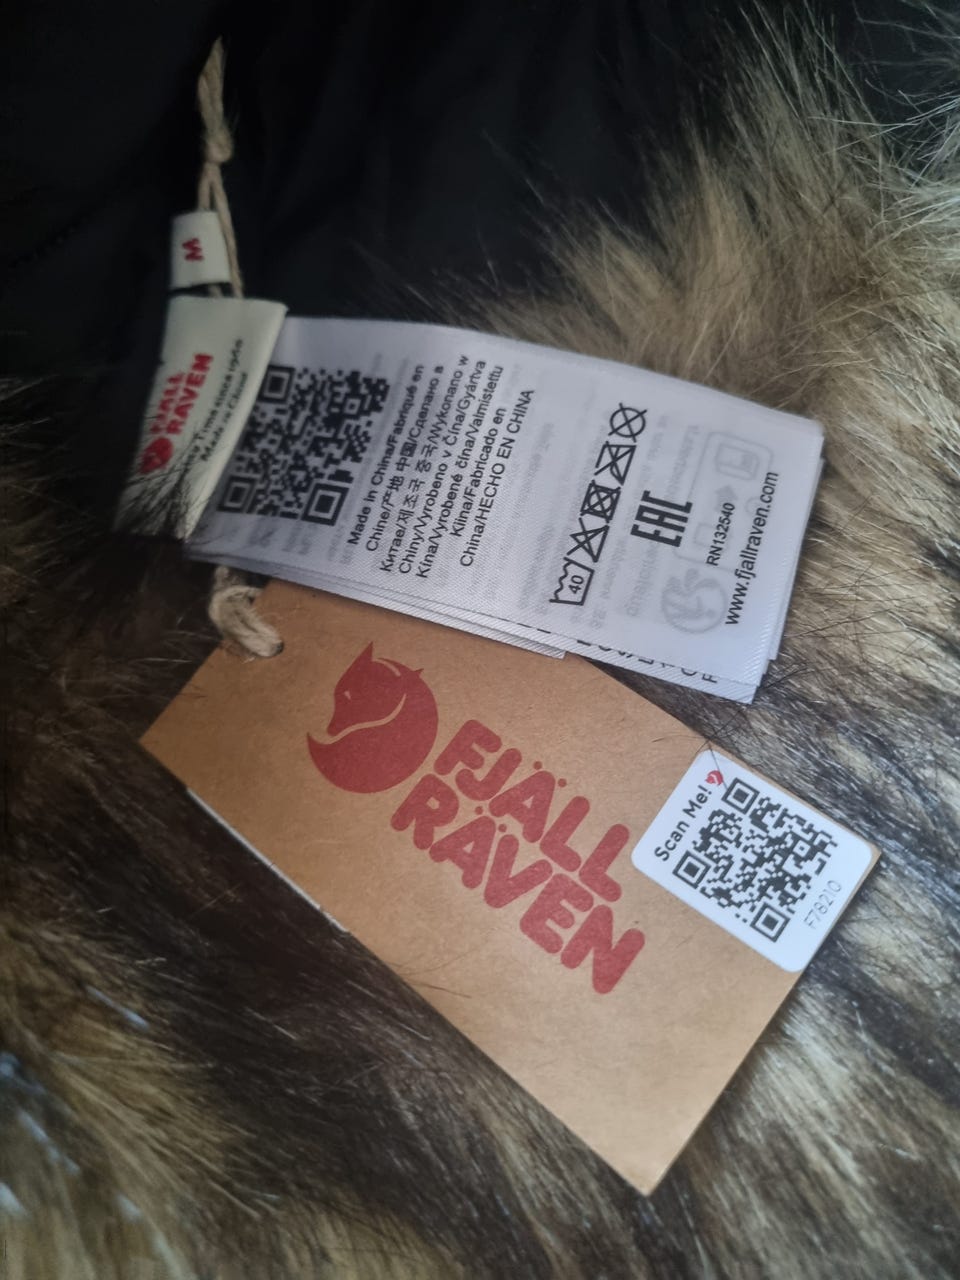 M
FJÄLL
RÄVEN
Made in China
Made in China/Fabriqué en
Chine/产地 中国/Сделано в
Китае/제조국 중국/Wykonano w
Chiny/Vyrobeno v Čína/Gyártva
Kína/Vyrobené čína/Valmistettu
Kiina/Fabricado en
China/HECHO EN CHINA
40
EAC
RN132540
www.fjallraven.com
FJÄLL
RÄVEN
Scan Me!
F78210